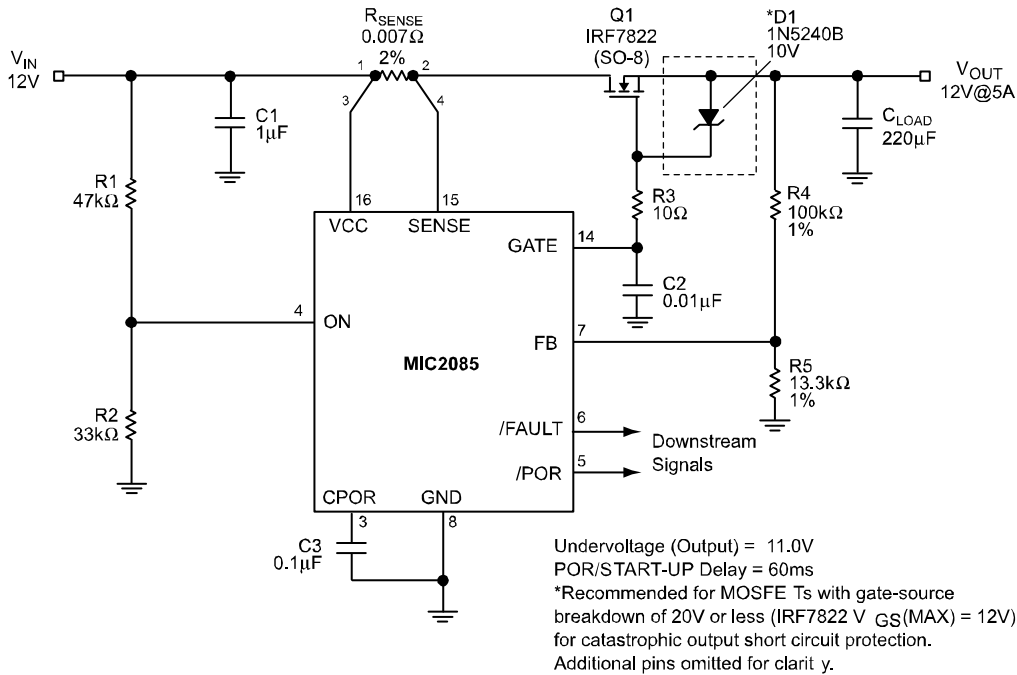 RSENSE
0.007Ω
2%
Q1
IRF7822
(SO-8)
*D1
1N5240B
10V
VIN
12V
1
2
3
4
VOUT
12V@5A
C1
1µF
CLOAD
220µF
R1
47kΩ
16
15
VCC
SENSE
R3
10Ω
R4
100kΩ
1%
GATE
14
C2
0.01µF
4
ON
7
FB
MIC2085
R5
13.3kΩ
1%
R2
33kΩ
/FAULT
6
/POR
5
Downstream
Signals
CPOR
GND
3
8
C3
0.1µF
Undervoltage (Output) = 11.0V
POR/START-UP Delay = 60ms
*Recommended for MOSFE Ts with gate-source
breakdown of 20V or less (IRF7822 V GS(MAX) = 12V)
for catastrophic output short circuit protection.
Additional pins omitted for clarit y.